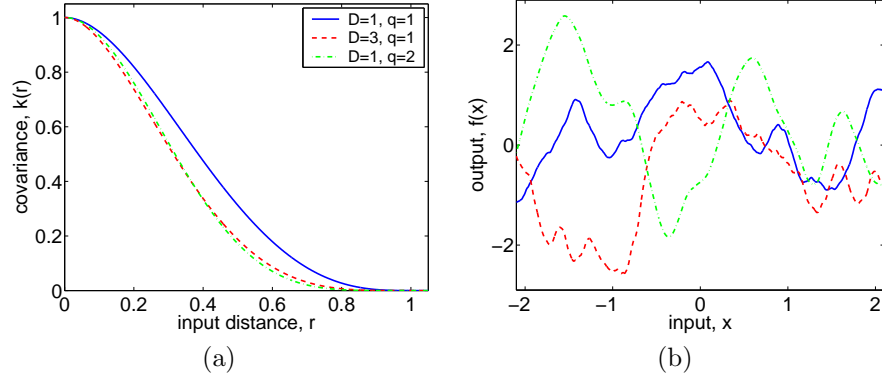 1
0.8
0.6
0.4
0.2
0
0
0.2
0.4
0.6
0.8
1
covariance, k(r)
input distance, r
D=1, q=1
D=3, q=1
D=1, q=2
(a)
2
0
−2
−2
−1
0
1
2
output, f(x)
input, x
(b)